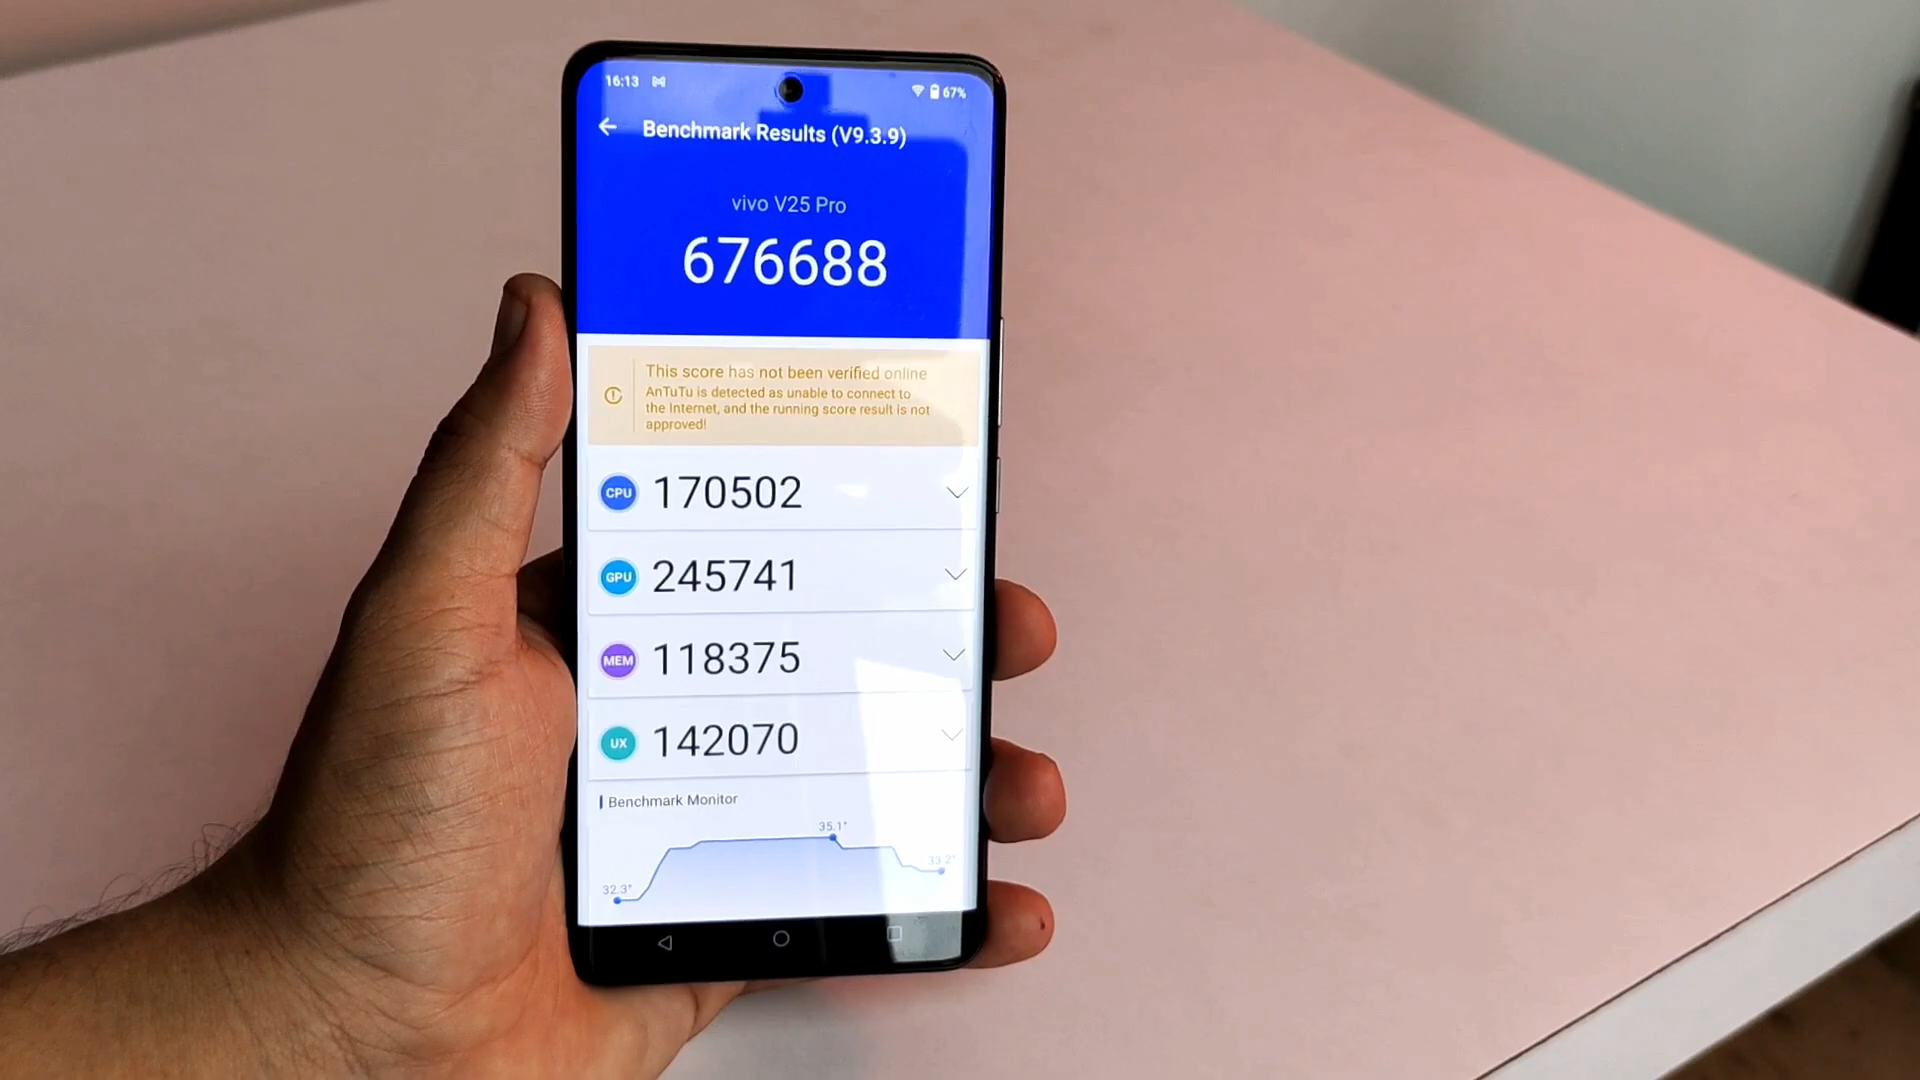 16:13
67%
Benchmark Results (V9.3.9)
vivo V25 Pro
676688
This score has not been verified online
AnTuTu is detected as unable to connect to
the Internet, and the running score result is not
approved!
CPU 170502
GPU 245741
MEM 118375
UX 142070
Benchmark Monitor
35.1°
33.2°
32.3°